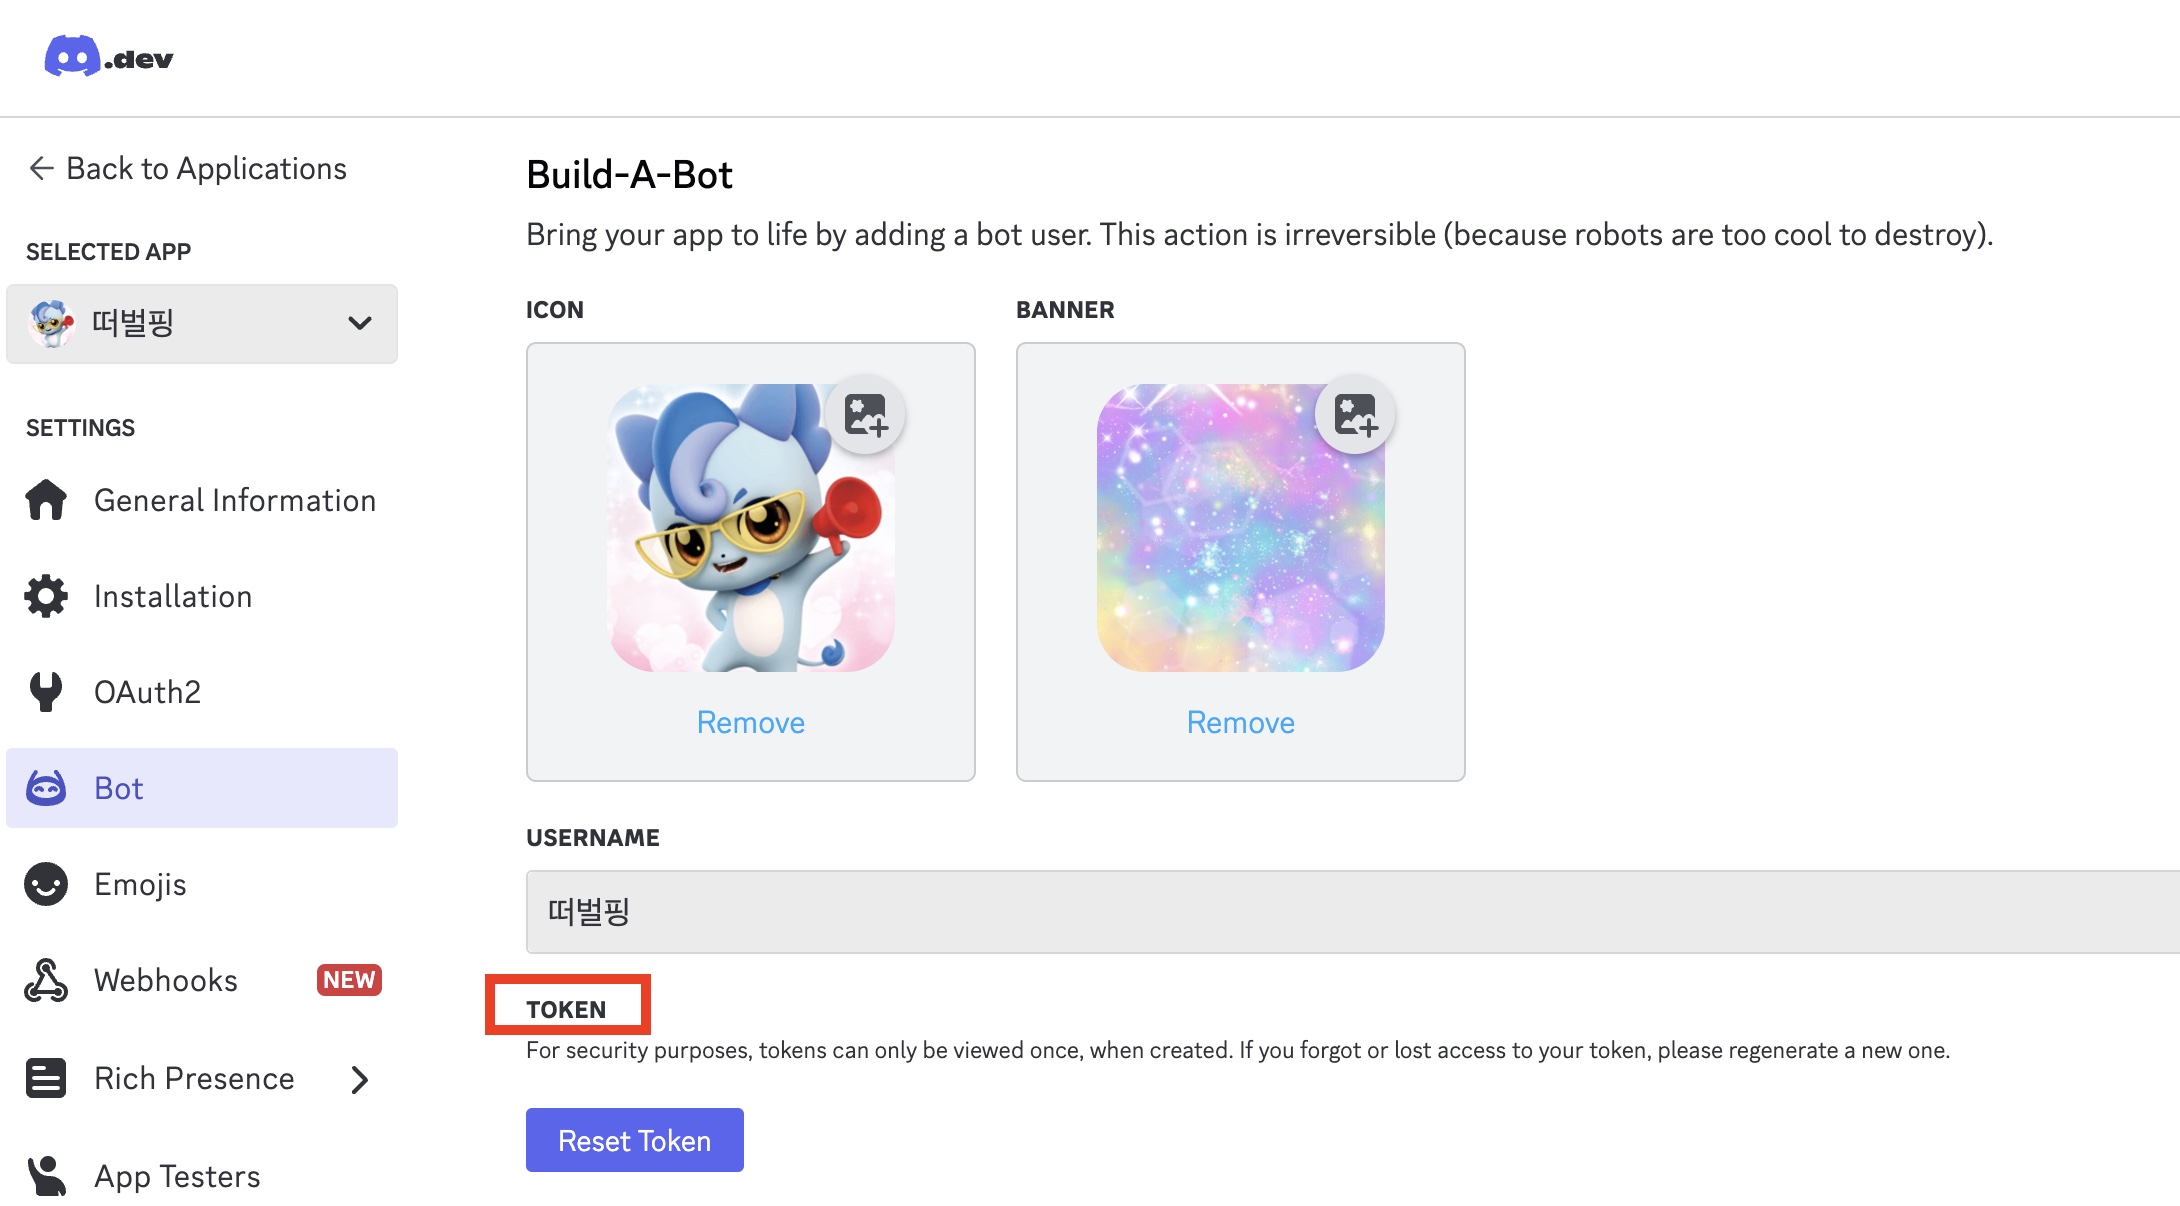 .dev
Back to Applications
SELECTED APP
떠벌핑
SETTINGS
General Information
Installation
OAuth2
Bot
Emojis
Webhooks NEW
Rich Presence
App Testers
Build-A-Bot
Bring your app to life by adding a bot user. This action is irreversible (because robots are too cool to destroy).
ICON BANNER
Remove Remove
USERNAME
떠벌핑
TOKEN
For security purposes, tokens can only be viewed once, when created. If you forgot or lost access to your token, please regenerate a new one.
Reset Token